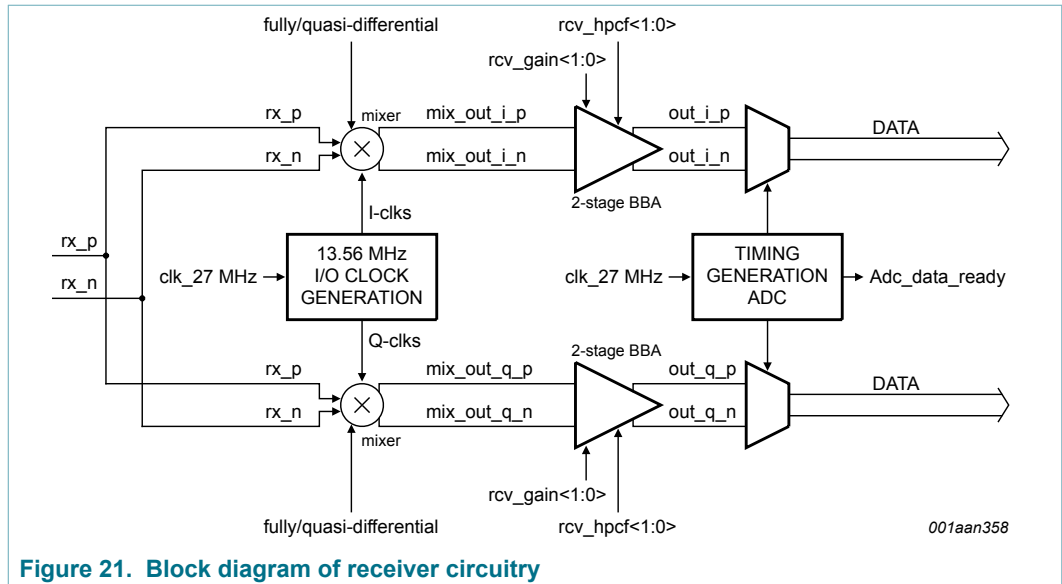 fully/quasi-differential
rcv_hpcf<1:0>
rcv_gain<1:0>
rx_p
mixer
mix_out_i_p
out_i_p
DATA
rx_n
mix_out_i_n
out_i_n
2-stage BBA
I-clks
rx_p
rx_n
clk_27 MHz
13.56 MHz
I/O CLOCK
GENERATION
clk_27 MHz
TIMING
GENERATION
ADC
Adc_data_ready
Q-clks
2-stage BBA
rx_p
mix_out_q_p
out_q_p
DATA
rx_n
mix_out_q_n
out_q_n
mixer
rcv_gain<1:0>
fully/quasi-differential
rcv_hpcf<1:0>
001aan358
Figure 21. Block diagram of receiver circuitry